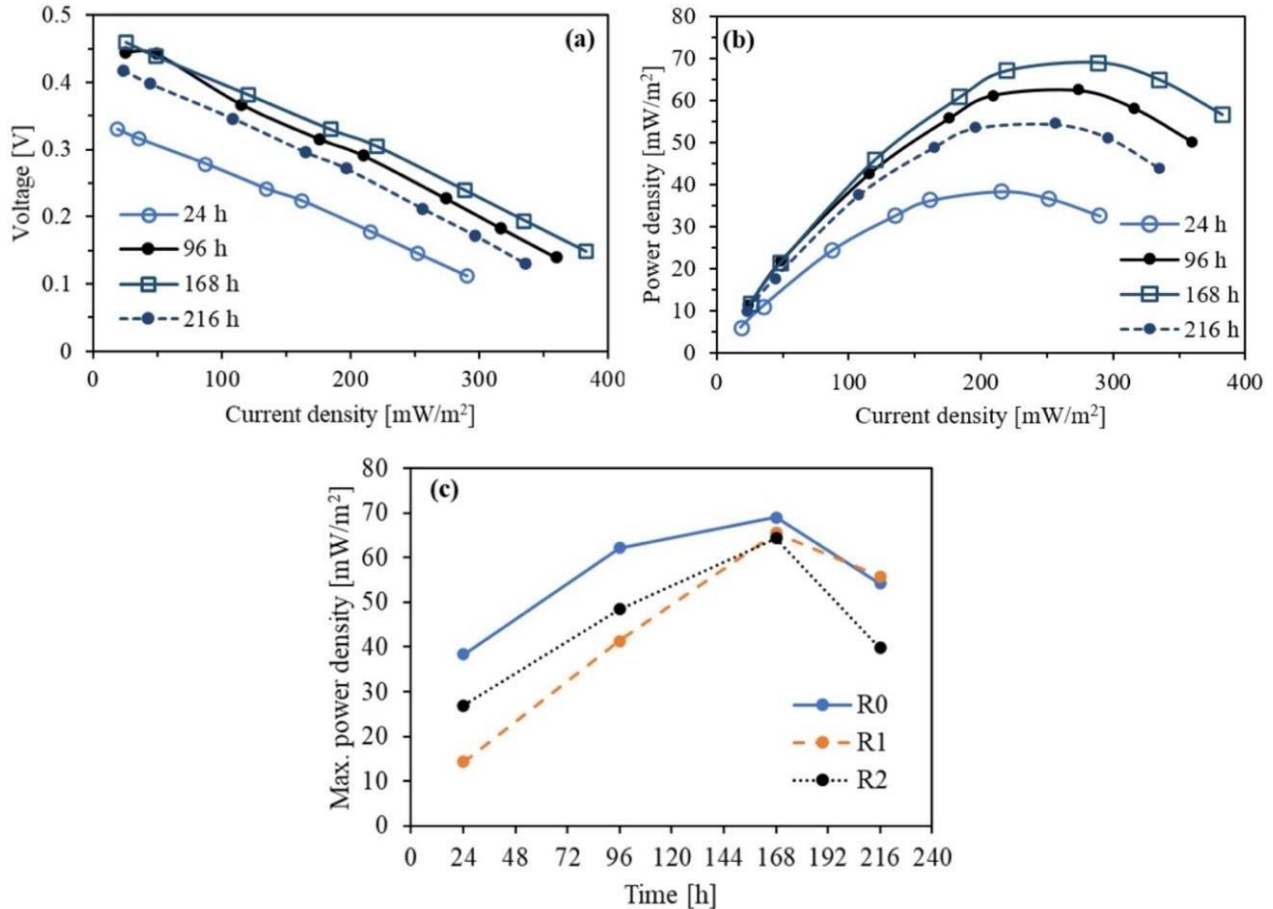 (a)
Voltage [V]
0.5
0.4
0.3
0.2
0.1
0
24 h
96 h
168 h
216 h
0 100 200 300 400
Current density [mW/m²]
(b)
Power density [mW/m²]
80
70
60
50
40
30
20
10
0
24 h
96 h
168 h
216 h
0 100 200 300 400
Current density [mW/m²]
(c)
Max. power density [mW/m²]
80
70
60
50
40
30
20
10
0
R0
R1
R2
0 24 48 72 96 120 144 168 192 216 240
Time [h]